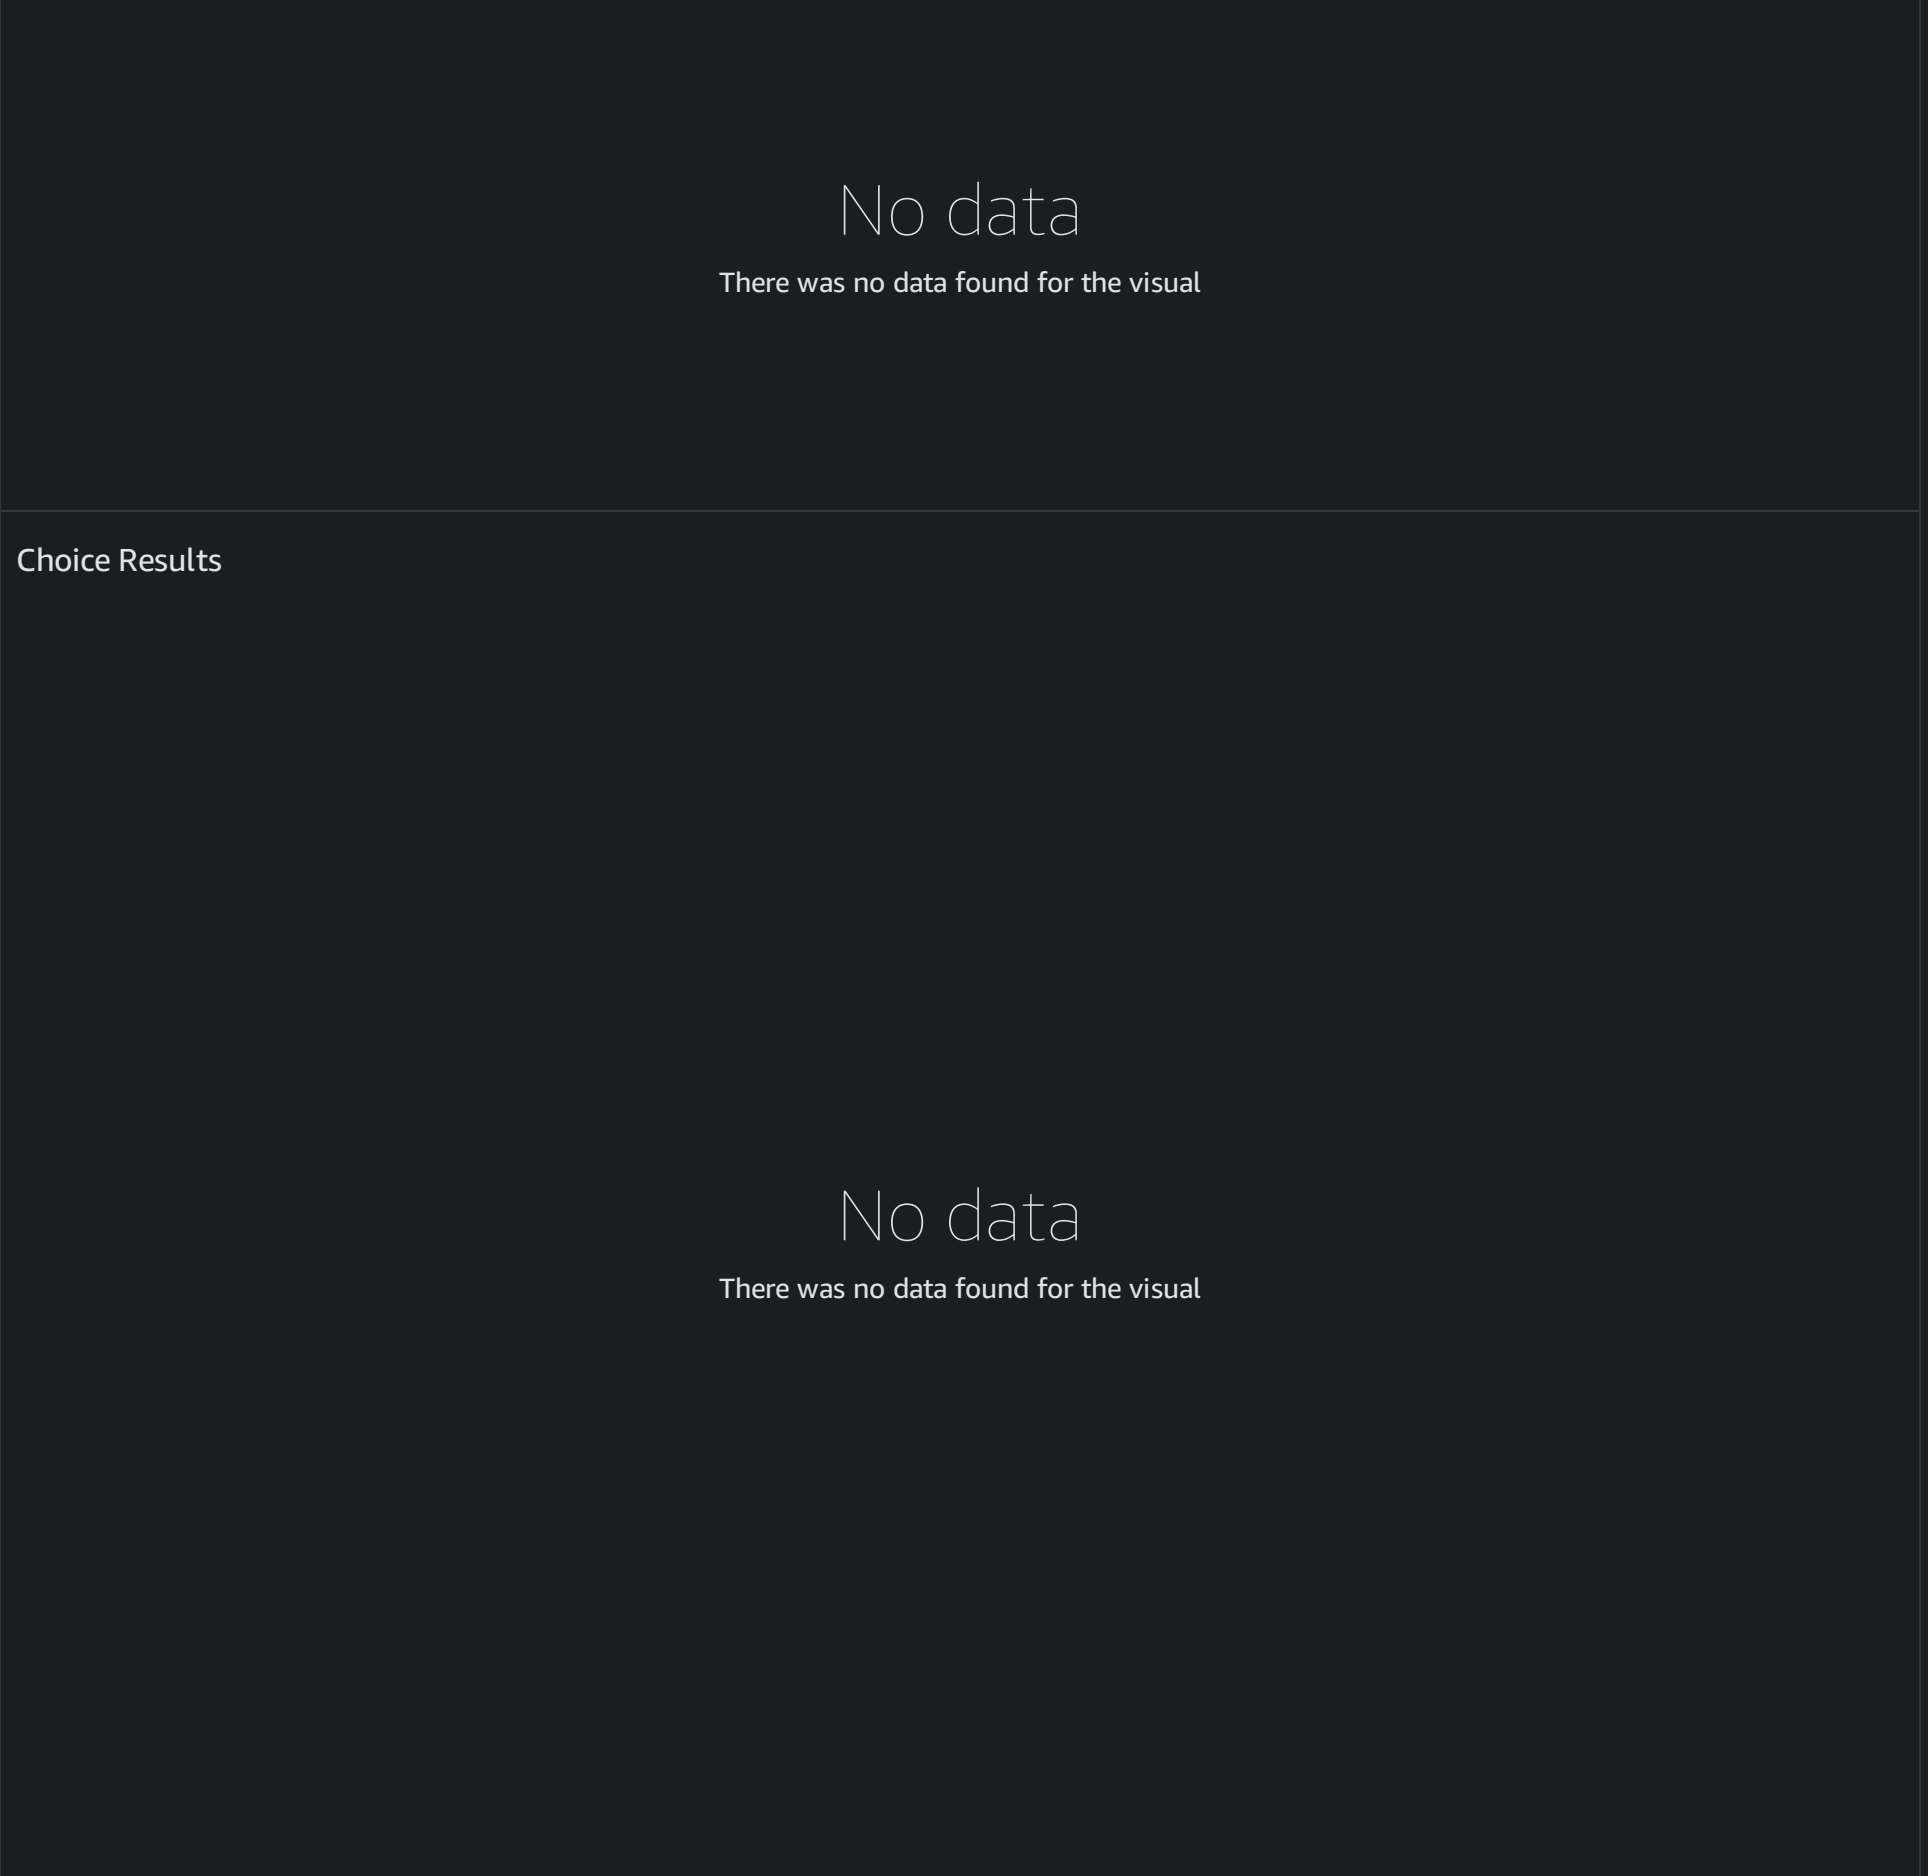 No data
There was no data found for the visual
Choice Results
No data
There was no data found for the visual